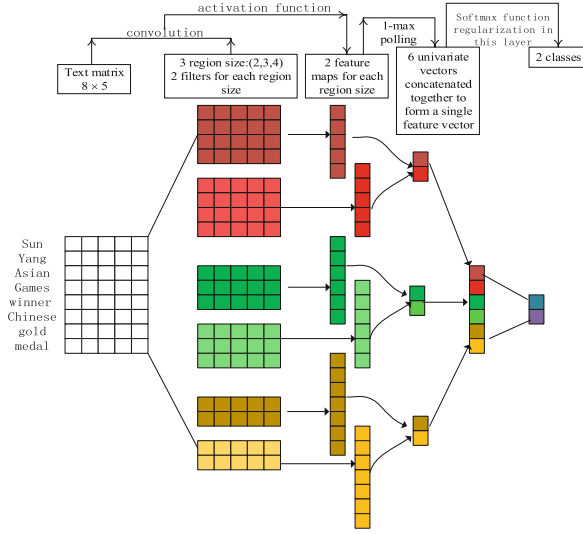 activation function
convolution
1-max
polling
Softmax function
regularization in
this layer
Text matrix
8 × 5
3 region size:(2,3,4)
2 filters for each region
size
2 feature
maps for each
region size
6 univariate
vectors
concatenated
together to
form a single
feature vector
2 classes
Sun
Yang
Asian
Games
winner
Chinese
gold
medal